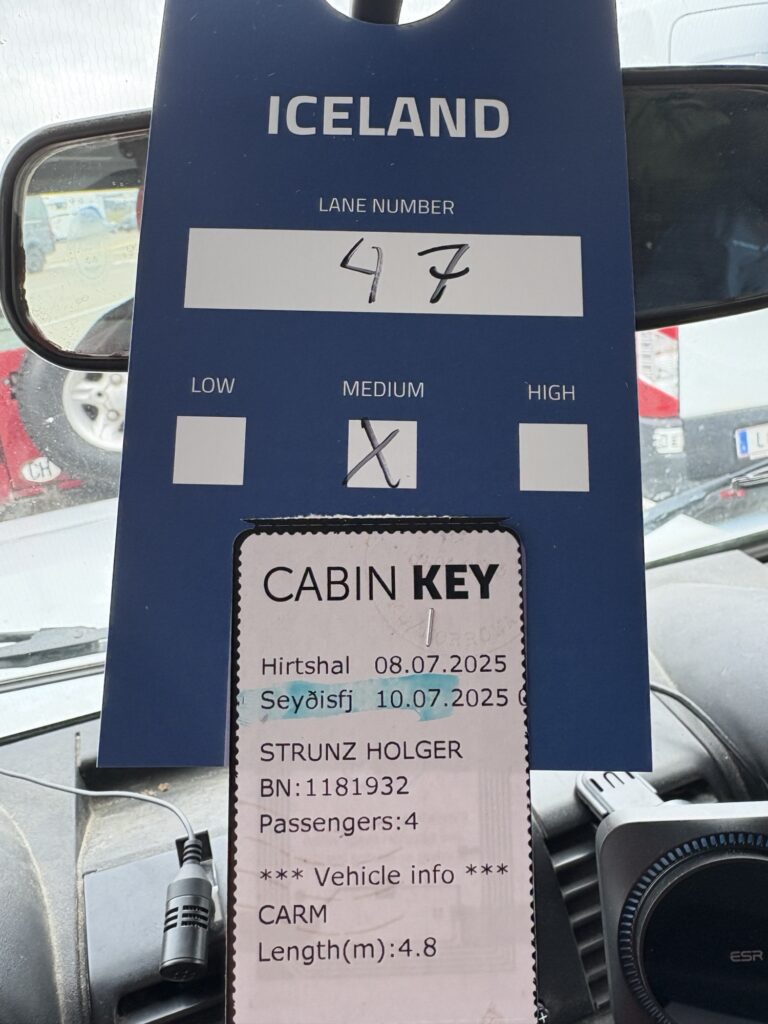 ICELAND
LANE NUMBER
47
LOW MEDIUM HIGH
X
CABIN KEY
Hirtshal 08.07.2025
Seyðisfj 10.07.2025
STRUNZ HOLGER
BN:1181932
Passengers:4
*** Vehicle info ***
CARM
Length(m):4.8
CH
ESR